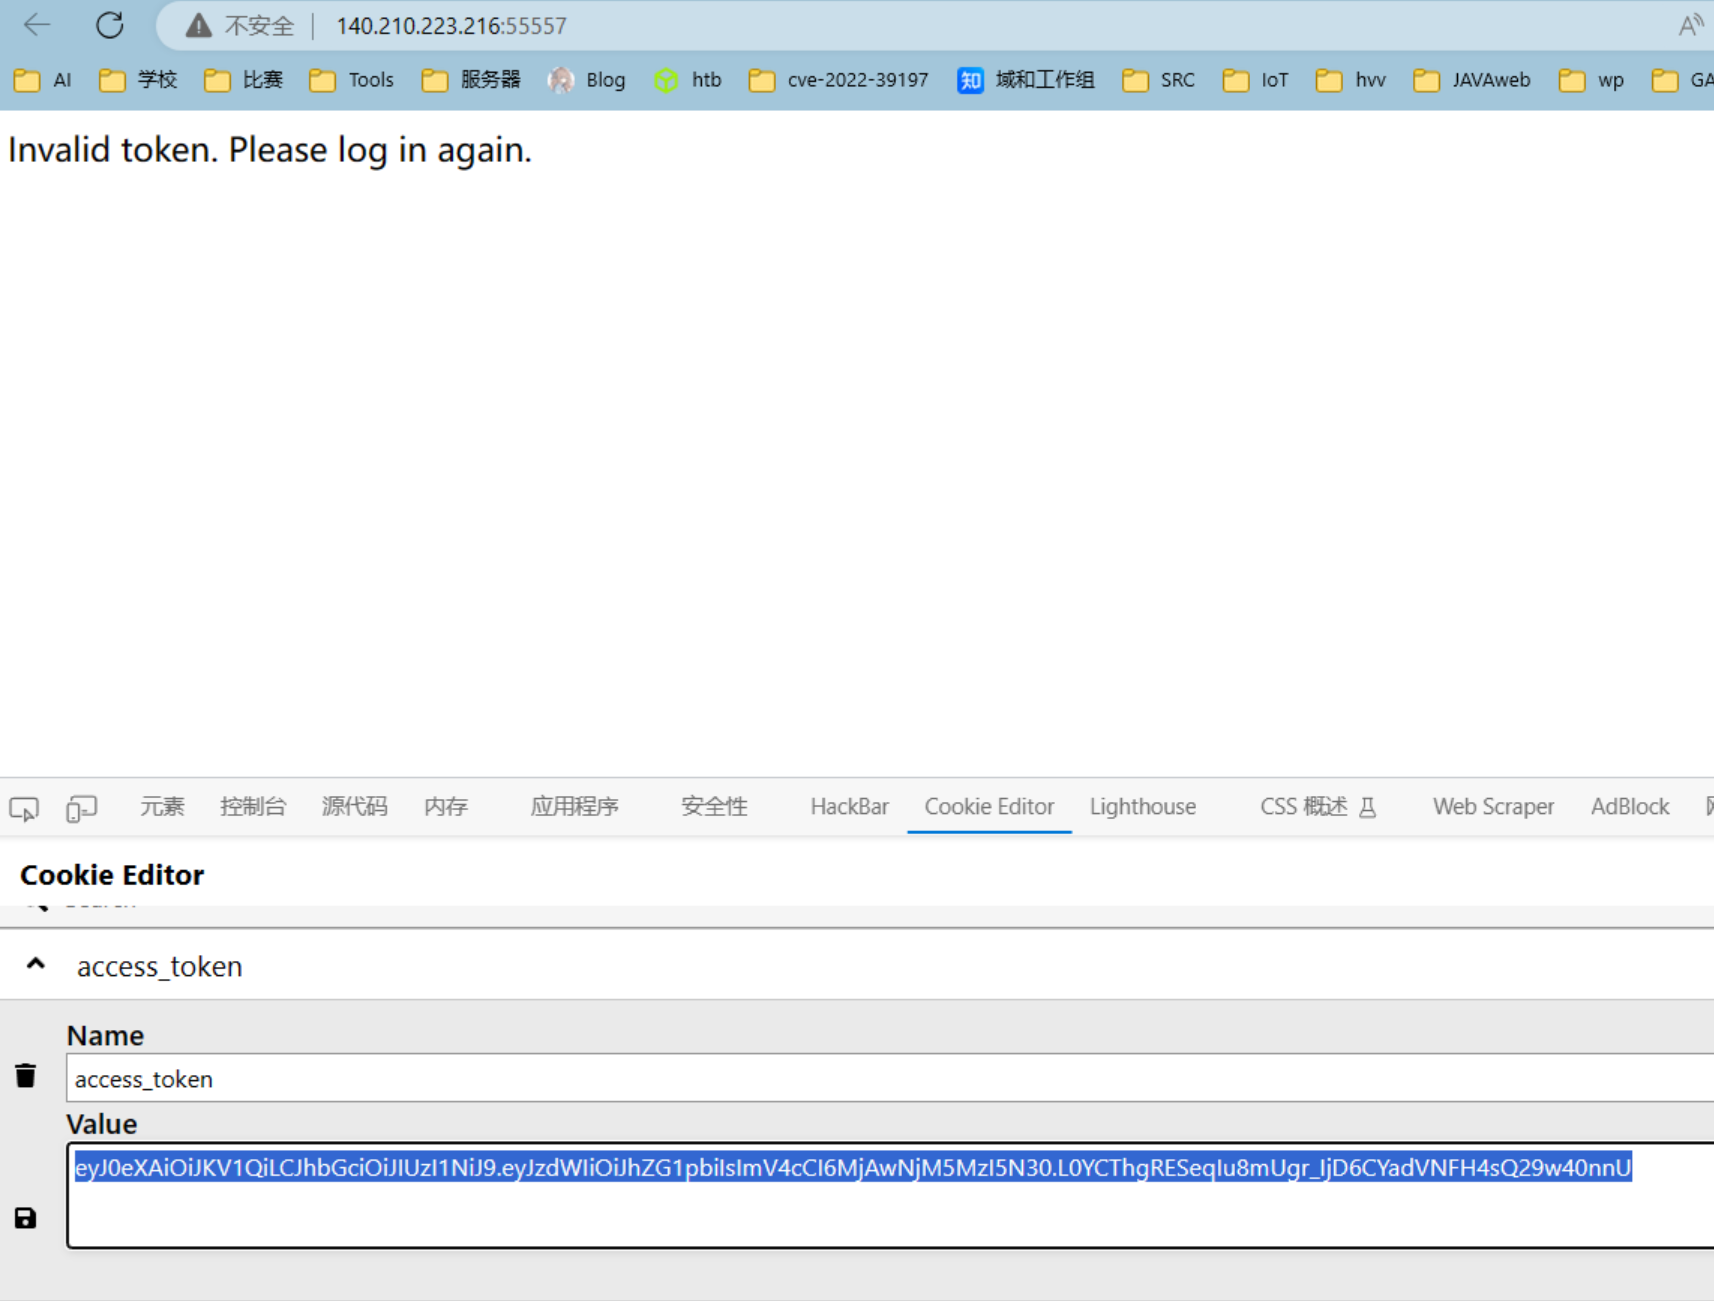 不安全 140.210.223.216:55557
AI 学校 比赛 Tools 服务器 Blog htb cve-2022-39197 知 域和工作组 SRC IoT hvv JAVAweb wp GA
Invalid token. Please log in again.
元素 控制台 源代码 内存 应用程序 安全性 HackBar Cookie Editor Lighthouse CSS 概述 Web Scraper AdBlock
Cookie Editor
access_token
Name
access_token
Value
eyJ0eXAiOiJKV1QiLCJhbGciOiJIUzI1NiJ9.eyJzdWIiOiJhZG1pbiIsImV4cCI6MjAwNjM5MzI5N30.L0YCThgRESeqIu8mUgr_IjD6CYadVNFH4sQ29w40nnU